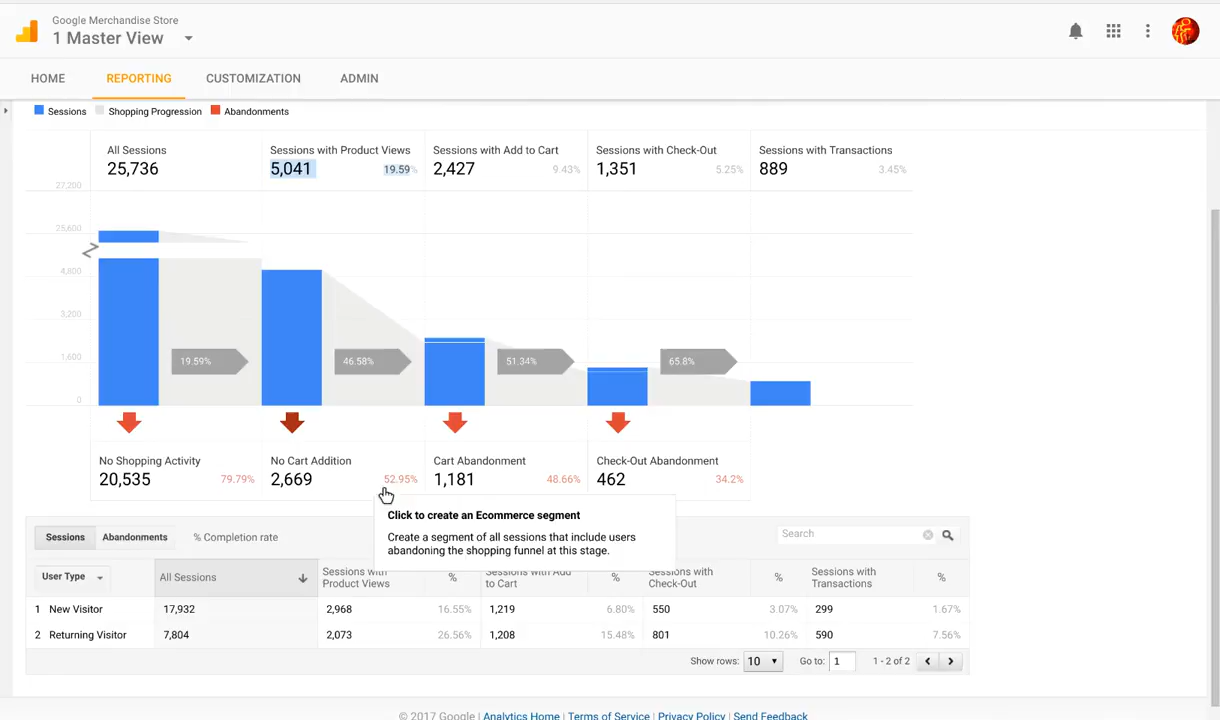 Google Merchandise Store
1 Master View
HOME REPORTING CUSTOMIZATION ADMIN
Sessions Shopping Progression Abandonments
All Sessions Sessions with Product Views Sessions with Add to Cart Sessions with Check-Out Sessions with Transactions
25,736 5,041 19.59% 2,427 9.43% 1,351 5.25% 889 3.45%
27,200
25,600
4,800
3,200
1,600
0
19.59% 46.58% 51.34% 65.8%
No Shopping Activity No Cart Addition Cart Abandonment Check-Out Abandonment
20,535 79.79% 2,669 52.95% 1,181 48.66% 462 34.2%
Click to create an Ecommerce segment
Create a segment of all sessions that include users
abandoning the shopping funnel at this stage.
Sessions Abandonments % Completion rate Search
User Type All Sessions Sessions with Product Views % Sessions with Add to Cart % Sessions with Check-Out % Sessions with Transactions %
1 New Visitor 17,932 2,968 16.55% 1,219 6.80% 550 3.07% 299 1.67%
2 Returning Visitor 7,804 2,073 26.56% 1,208 15.48% 801 10.26% 590 7.56%
Show rows: 10 Go to: 1 1 - 2 of 2
© 2017 Google | Analytics Home | Terms of Service | Privacy Policy | Send Feedback